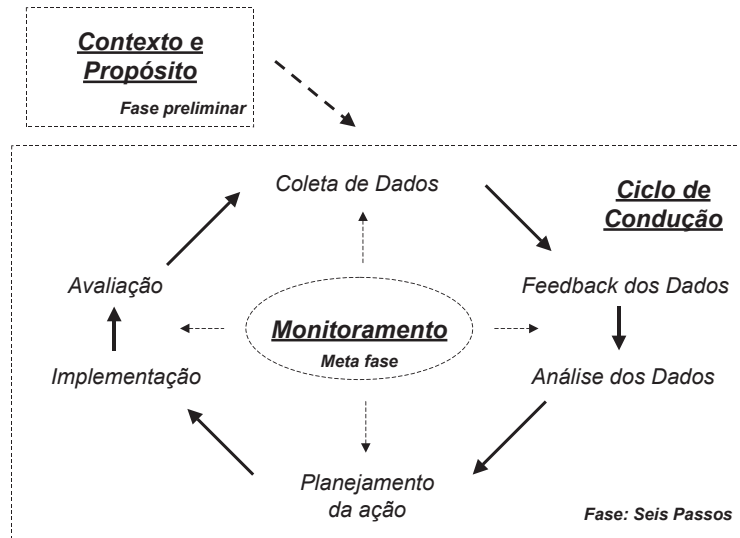 Contexto e
Propósito
Fase preliminar
Coleta de Dados
Ciclo de
Condução
Avaliação
Feedback dos Dados
Monitoramento
Meta fase
Implementação
Análise dos Dados
Planejamento
da ação
Fase: Seis Passos